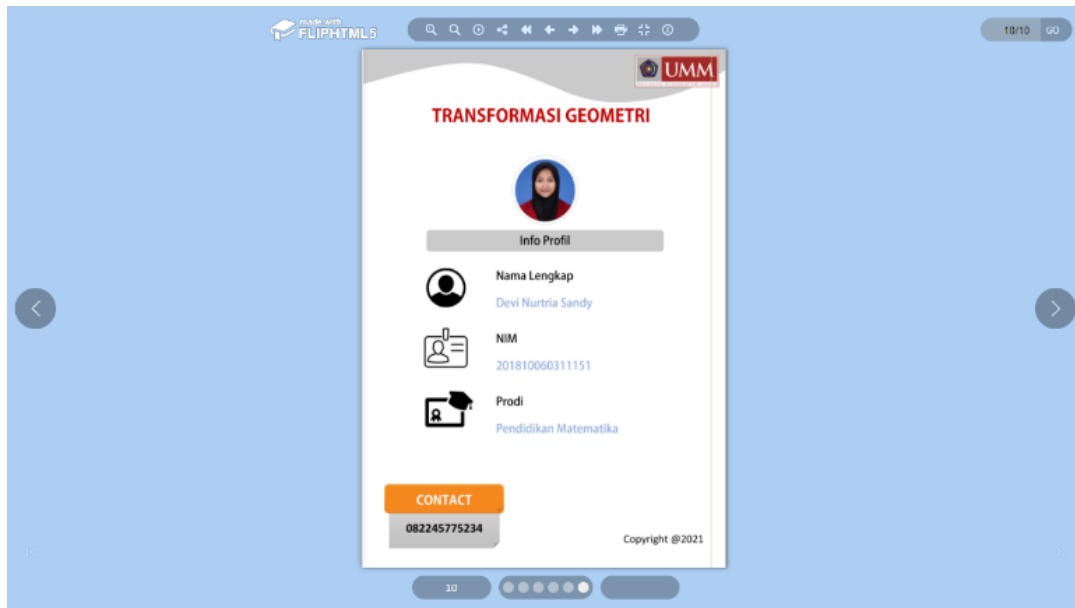 made with
FLIPHTML5
10/10 GO
UMM
TRANSFORMASI GEOMETRI
Info Profil
Nama Lengkap
Devi Nurtria Sandy
NIM
201810060311151
Prodi
Pendidikan Matematika
CONTACT
082245775234
Copyright @2021
10